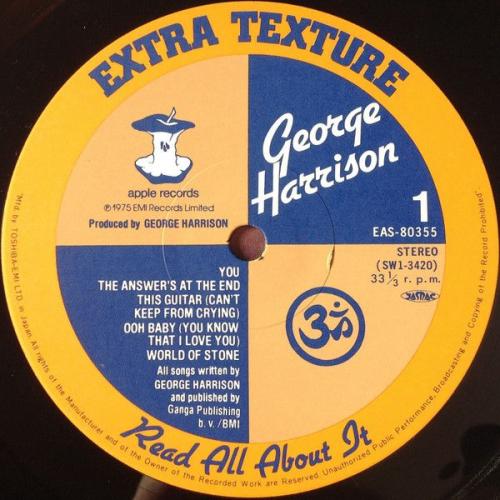 EXTRA TEXTURE
George
Harrison
1
EAS-80355
STEREO
(SW1-3420)
33 1/3 r. p. m.
JASRAC
apple records
℗1975 EMI Records Limited
Produced by GEORGE HARRISON
YOU
THE ANSWER'S AT THE END
THIS GUITAR (CAN'T
KEEP FROM CRYING)
OOH BABY (YOU KNOW
THAT I LOVE YOU)
WORLD OF STONE
All songs written by
GEORGE HARRISON
and published by
Ganga Publishing
b. v. /BMI
ॐ
Read All About It
Mfd. by TOSHIBA-EMI LTD. in Japan. All rights of the Manufacturer and of the Owner of the Recorded Work are Reserved. Unauthorized Public Performance, Broadcasting and Copying of the Record Prohibited